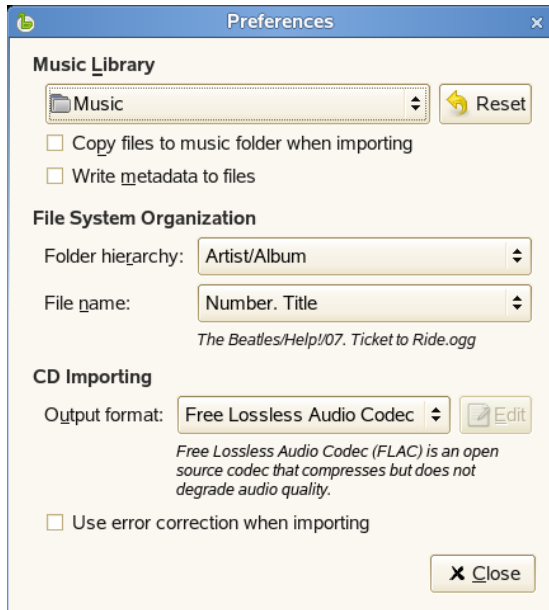 Preferences
Music Library
Music
Reset
Copy files to music folder when importing
Write metadata to files
File System Organization
Folder hierarchy: Artist/Album
File name: Number. Title
The Beatles/Help!/07. Ticket to Ride.ogg
CD Importing
Output format: Free Lossless Audio Codec Edit
Free Lossless Audio Codec (FLAC) is an open
source codec that compresses but does not
degrade audio quality.
Use error correction when importing
Close